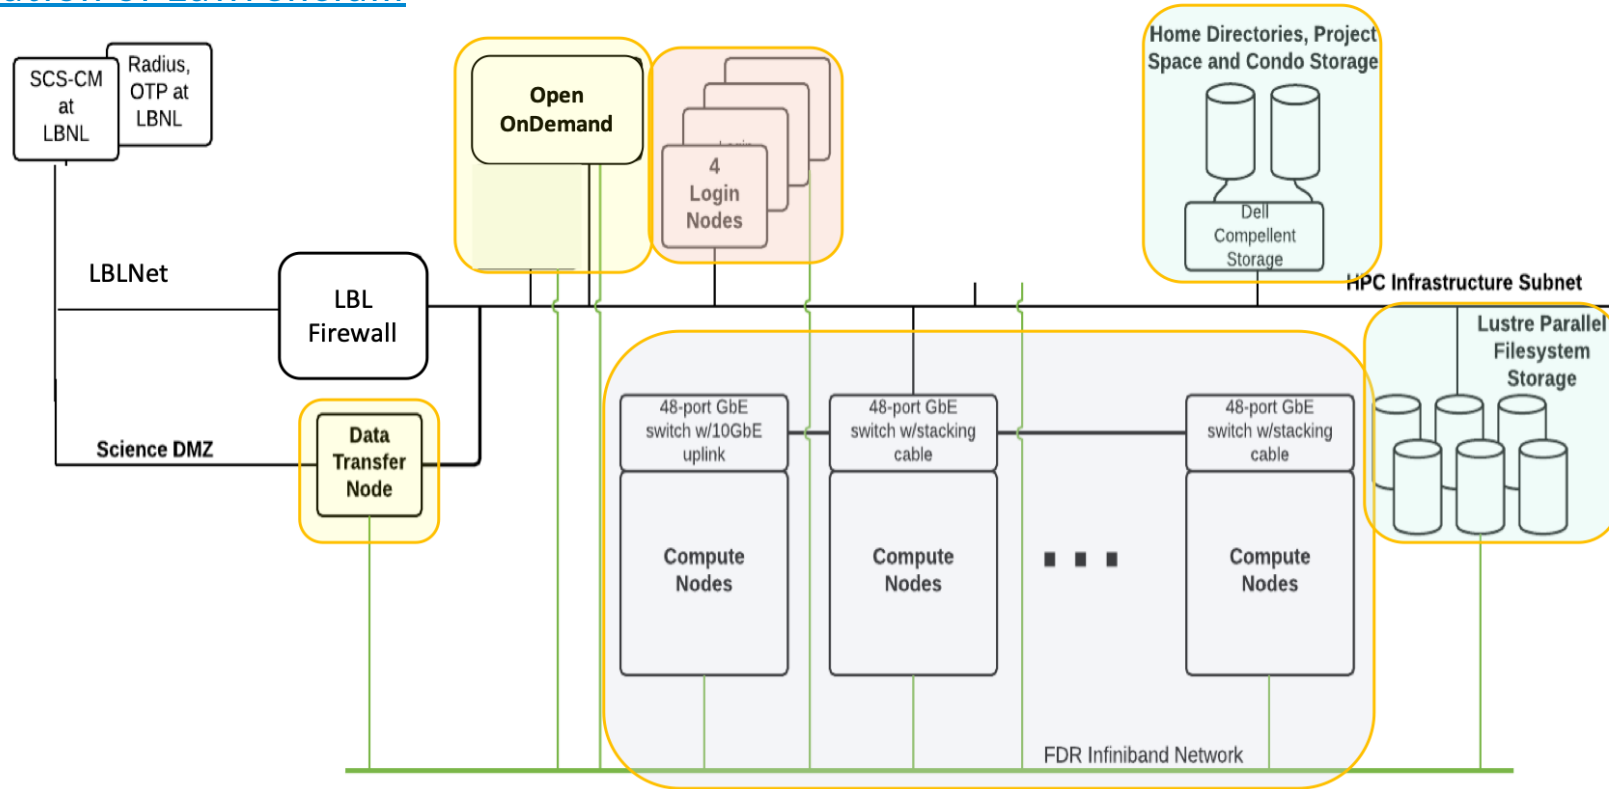 SCS-CM
at
LBNL
Radius,
OTP at
LBNL
Open
OnDemand
4
Login
Nodes
Home Directories, Project
Space and Condo Storage
Dell
Compellent
Storage
LBLNet
LBL
Firewall
HPC Infrastructure Subnet
Lustre Parallel
Filesystem
Storage
Science DMZ
Data
Transfer
Node
48-port GbE
switch w/10GbE
uplink
48-port GbE
switch w/stacking
cable
48-port GbE
switch w/stacking
cable
Compute
Nodes
Compute
Nodes
Compute
Nodes
FDR Infiniband Network